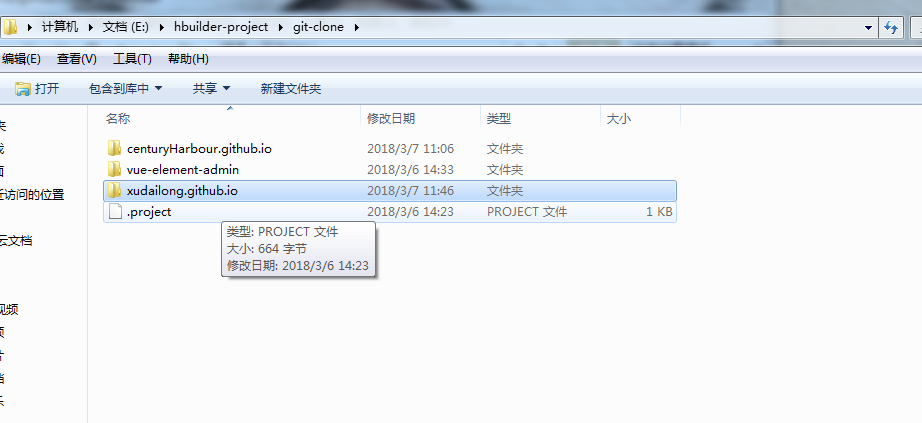 计算机 文档 (E:) hbuilder-project git-clone
编辑(E) 查看(V) 工具(T) 帮助(H)
打开 包含到库中 共享 新建文件夹
名称 修改日期 类型 大小
centuryHarbour.github.io 2018/3/7 11:06 文件夹
vue-element-admin 2018/3/6 14:33 文件夹
xudailong.github.io 2018/3/7 11:46 文件夹
.project 2018/3/6 14:23 PROJECT 文件 1 KB
类型: PROJECT 文件
大小: 664 字节
修改日期: 2018/3/6 14:23
夹
面
近访问的位置
云文档
视频
片
档
乐